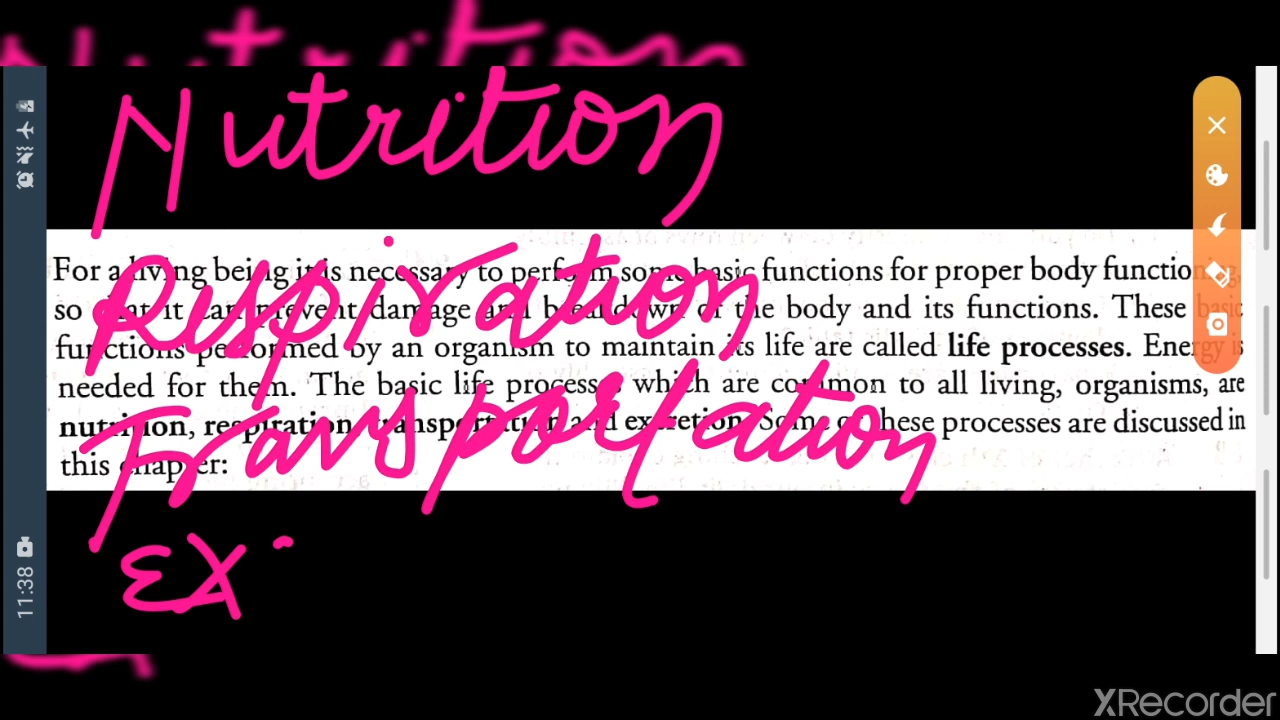 Nutrition
For a living being it is necessary to perform some basic functions for proper body functioning,
Respiration
so that it can prevent damage and breakdown of the body and its functions. These basic
functions performed by an organism to maintain its life are called life processes. Energy is
needed for them. The basic life processes which are common to all living, organisms, are
Transportation
nutrition, respiration, transportation and excretion. Some of these processes are discussed in
this chapter:
EX
11:38
XRecorder